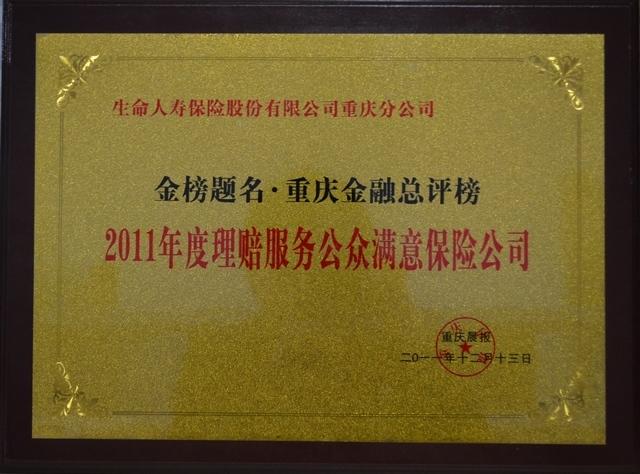 生命人寿保险股份有限公司重庆分公司
金榜题名·重庆金融总评榜
2011年度理赔服务公众满意保险公司
重庆晨报
二〇一一年十二月十三日